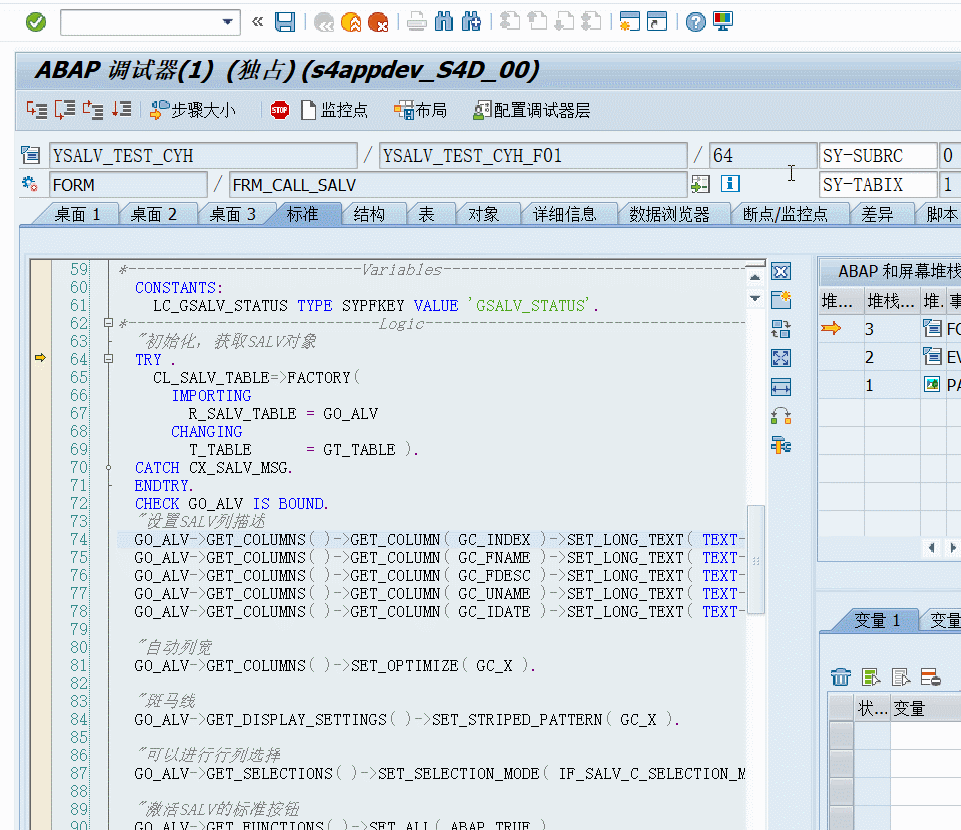 ABAP 调试器(1) (独占) (s4appdev_S4D_00)
步骤大小 STOP 监控点 布局 配置调试器层
YSALV_TEST_CYH / YSALV_TEST_CYH_F01 / 64 SY-SUBRC 0
FORM / FRM_CALL_SALV SY-TABIX 1
桌面 1 桌面 2 桌面 3 标准 结构 表 对象 详细信息 数据浏览器 断点/监控点 差异 脚本
59 *--------------------------Variables----------------------------------
60 CONSTANTS:
61 LC_GSALV_STATUS TYPE SYPFKEY VALUE 'GSALV_STATUS'.
62 *----------------------------Logic------------------------------------
63 "初始化，获取SALV对象
64 TRY .
65 CL_SALV_TABLE=>FACTORY(
66 IMPORTING
67 R_SALV_TABLE = GO_ALV
68 CHANGING
69 T_TABLE = GT_TABLE ).
70 CATCH CX_SALV_MSG.
71 ENDTRY.
72 CHECK GO_ALV IS BOUND.
73 "设置SALV列描述
74 GO_ALV->GET_COLUMNS( )->GET_COLUMN( GC_INDEX )->SET_LONG_TEXT( TEXT-
75 GO_ALV->GET_COLUMNS( )->GET_COLUMN( GC_FNAME )->SET_LONG_TEXT( TEXT-
76 GO_ALV->GET_COLUMNS( )->GET_COLUMN( GC_FDESC )->SET_LONG_TEXT( TEXT-
77 GO_ALV->GET_COLUMNS( )->GET_COLUMN( GC_UNAME )->SET_LONG_TEXT( TEXT-
78 GO_ALV->GET_COLUMNS( )->GET_COLUMN( GC_IDATE )->SET_LONG_TEXT( TEXT-
79
80 "自动列宽
81 GO_ALV->GET_COLUMNS( )->SET_OPTIMIZE( GC_X ).
82
83 "斑马线
84 GO_ALV->GET_DISPLAY_SETTINGS( )->SET_STRIPED_PATTERN( GC_X ).
85
86 "可以进行行列选择
87 GO_ALV->GET_SELECTIONS( )->SET_SELECTION_MODE( IF_SALV_C_SELECTION_M
88
89 "激活SALV的标准按钮
90 GO_ALV->GET_FUNCTIONS( )->SET_ALL( ABAP_TRUE )
ABAP 和屏幕堆栈
堆... 堆栈... 堆. 事
3 FO
2 EV
1 PA
变量 1 变量
状... 变量